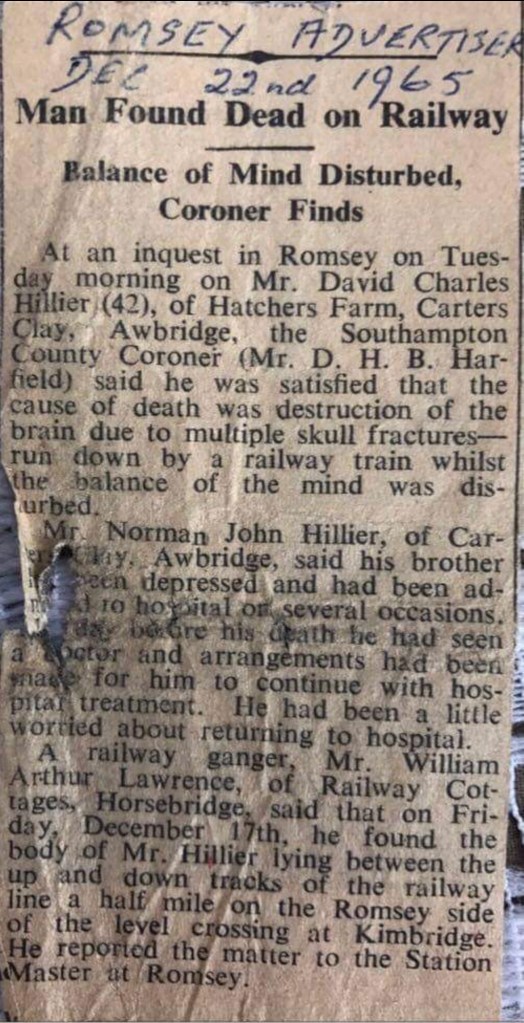 ROMSEY ADVERTISER
DEC 22nd 1965
Man Found Dead on Railway
Balance of Mind Disturbed,
Coroner Finds
At an inquest in Romsey on Tues-
day morning on Mr. David Charles
Hillier (42), of Hatchers Farm, Carters
Clay, Awbridge, the Southampton
County Coroner (Mr. D. H. B. Har-
field) said he was satisfied that the
cause of death was destruction of the
brain due to multiple skull fractures—
run down by a railway train whilst
the balance of the mind was dis-
turbed.
Mr. Norman John Hillier, of Car-
Awbridge, said his brother
been depressed and had been ad-
to hospital on several occasions.
day before his death he had seen
a doctor and arrangements had been
made for him to continue with hos-
pital treatment. He had been a little
worried about returning to hospital.
A railway ganger, Mr. William
Arthur Lawrence, of Railway Cot-
tages, Horsebridge, said that on Fri-
day, December 17th, he found the
body of Mr. Hillier lying between the
up and down tracks of the railway
line a half mile on the Romsey side
of the level crossing at Kimbridge.
He reported the matter to the Station
Master at Romsey.